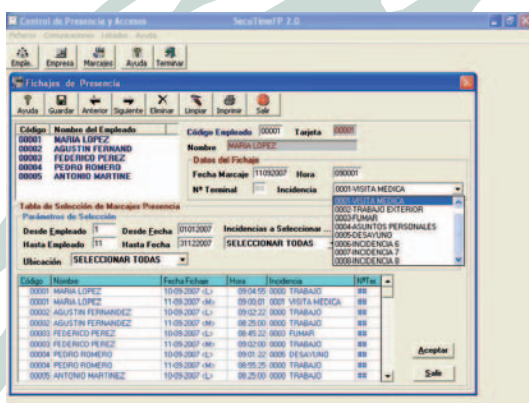 Control de Presencia y Accesos SecuTimeFP 2.0
Ficheros Comunicaciones Listados Ayuda
Emple. Empresa Marcajes Ayuda Terminar
Fichajes de Presencia
Ayuda Guardar Anterior Siguiente Eliminar Limpiar Imprimir Salir
Código Nombre del Empleado
00001 MARIA LOPEZ
00002 AGUSTIN FERNAND
00003 FEDERICO PEREZ
00004 PEDRO ROMERO
00005 ANTONIO MARTINE
Código Empleado 00001 Tarjeta 00001
Nombre MARIA LOPEZ
Datos del Fichaje
Fecha Marcaje 11092007 Hora 090001
Nº Terminal Incidencia 0001-VISITA MEDICA
0001-VISITA MEDICA
0002-TRABAJO EXTERIOR
0003-FUMAR
0004-ASUNTOS PERSONALES
0005-DESAYUNO
0006-INCIDENCIA 6
0007-INCIDENCIA 7
0008-INCIDENCIA 8
Tabla de Selección de Marcajes Presencia
Parámetros de Selección
Desde Empleado 1 Desde Fecha 01012007 Incidencias a Seleccionar ...
Hasta Empleado 11 Hasta Fecha 31122007 SELECCIONAR TODAS
Ubicación SELECCIONAR TODAS
Código Nombre Fecha Fichaje Hora Incidencia NºTer.
00001 MARIA LOPEZ 10-09-2007 <L> 09:04:55 0000 TRABAJO ##
00001 MARIA LOPEZ 11-09-2007 <M> 09:00:01 0001 VISITA MEDICA ##
00002 AGUSTIN FERNANDEZ 10-09-2007 <L> 09:02:22 0000 TRABAJO ##
00002 AGUSTIN FERNANDEZ 11-09-2007 <M> 08:25:00 0000 TRABAJO ##
00003 FEDERICO PEREZ 10-09-2007 <L> 08:45:22 0003 FUMAR ##
00003 FEDERICO PEREZ 11-09-2007 <M> 09:02:00 0000 TRABAJO ##
00004 PEDRO ROMERO 10-09-2007 <L> 09:01:22 0005 DESAYUNO ##
00004 PEDRO ROMERO 11-09-2007 <M> 08:55:25 0000 TRABAJO ##
00005 ANTONIO MARTINEZ 10-09-2007 <L> 08:25:00 0000 TRABAJO ##
Aceptar
Salir